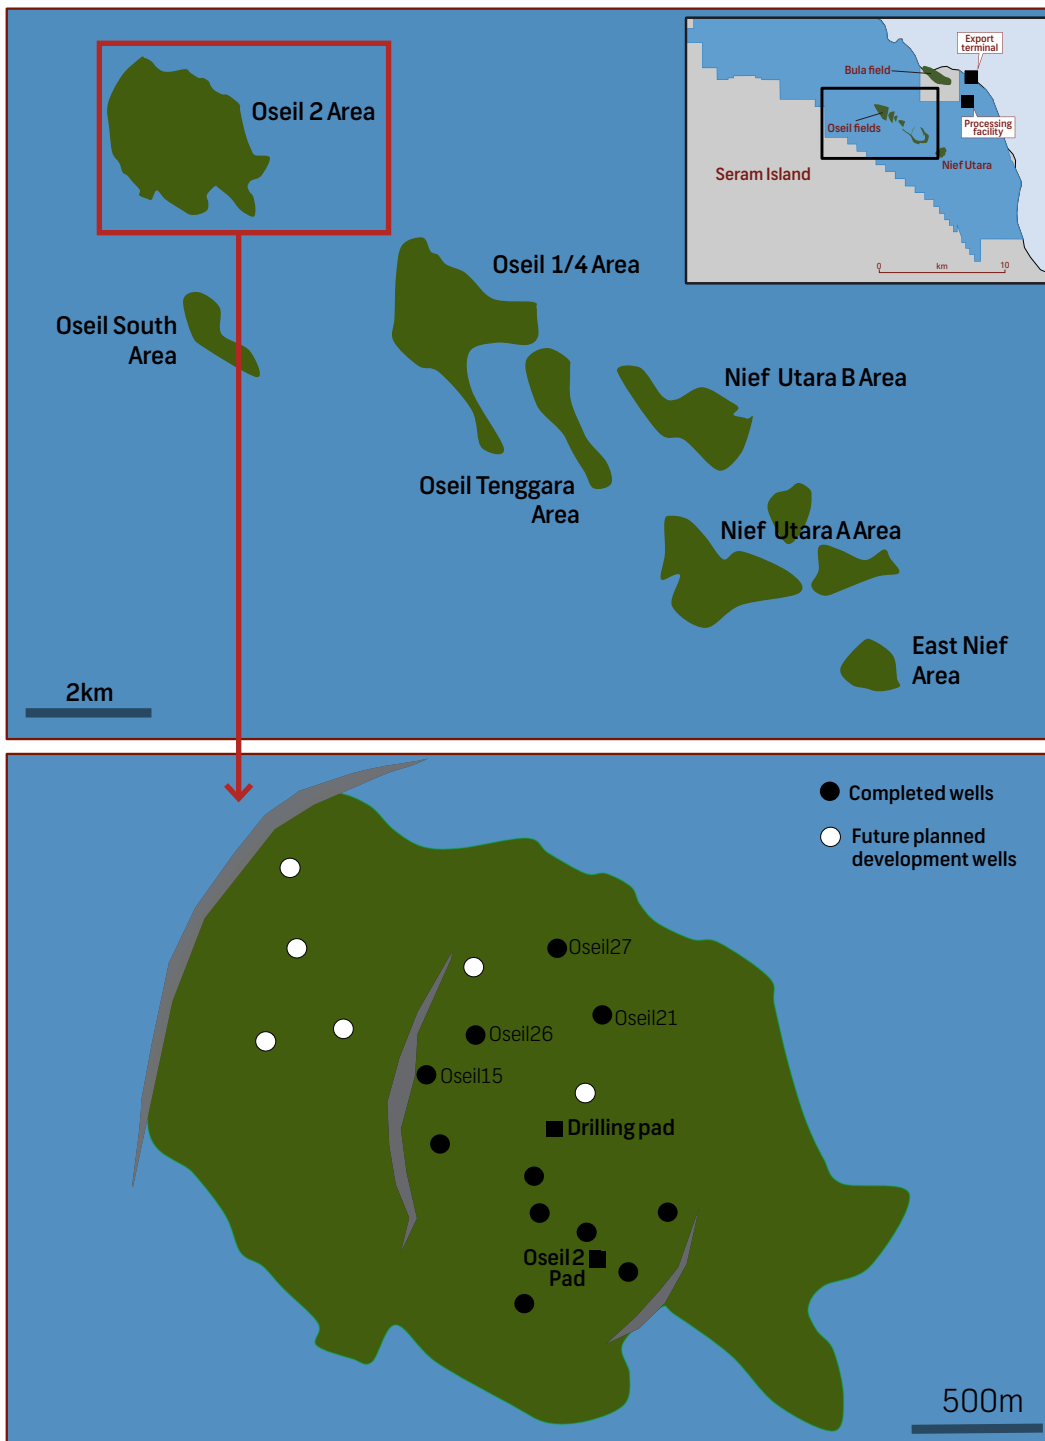 Export
terminal
Bula field
Oseil fields
Processing
facility
Nief Utara
Seram Island
0 km 10
Oseil 2 Area
Oseil 1/4 Area
Oseil South
Area
Nief Utara B Area
Oseil Tenggara
Area
Nief Utara A Area
East Nief
Area
2km
Completed wells
Future planned
development wells
Oseil27
Oseil21
Oseil26
Oseil15
Drilling pad
Oseil 2
Pad
500m